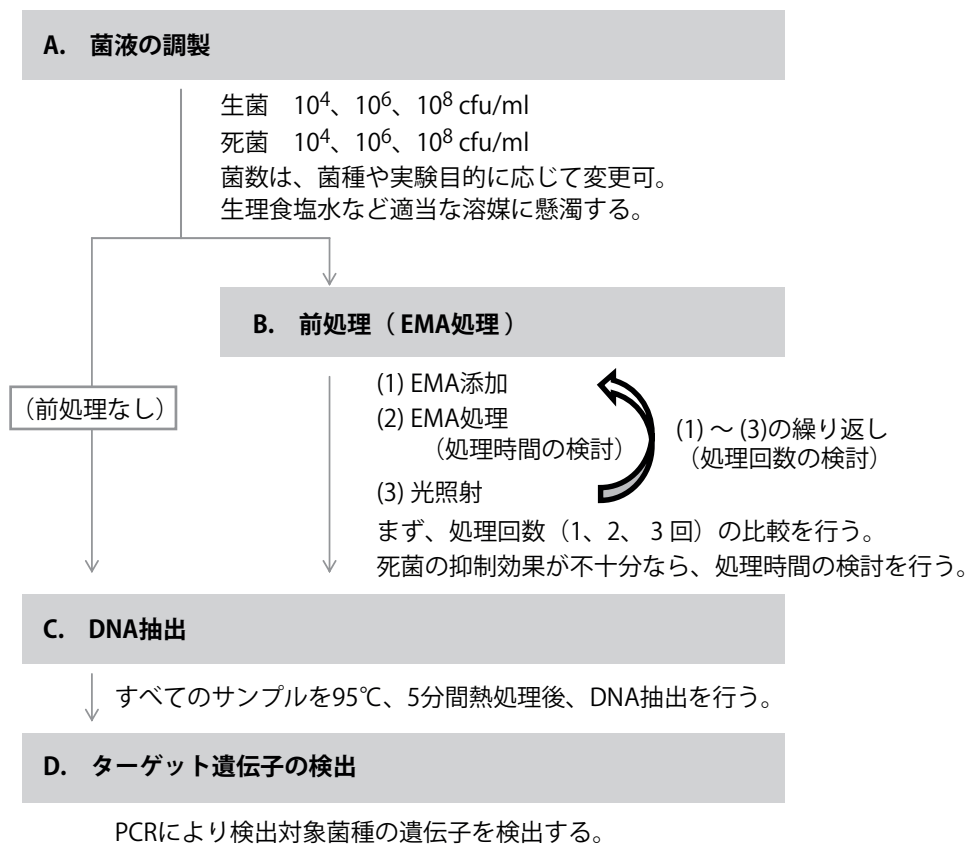 A. 菌液の調製
生菌 10⁴、10⁶、10⁸ cfu/ml
死菌 10⁴、10⁶、10⁸ cfu/ml
菌数は、菌種や実験目的に応じて変更可。
生理食塩水など適当な溶媒に懸濁する。
B. 前処理（ EMA処理 ）
（前処理なし）
(1) EMA添加
(2) EMA処理
（処理時間の検討）
(3) 光照射
(1) ～ (3)の繰り返し
（処理回数の検討）
まず、処理回数（1、2、 3 回）の比較を行う。
死菌の抑制効果が不十分なら、処理時間の検討を行う。
C. DNA抽出
すべてのサンプルを95℃、5分間熱処理後、DNA抽出を行う。
D. ターゲット遺伝子の検出
PCRにより検出対象菌種の遺伝子を検出する。